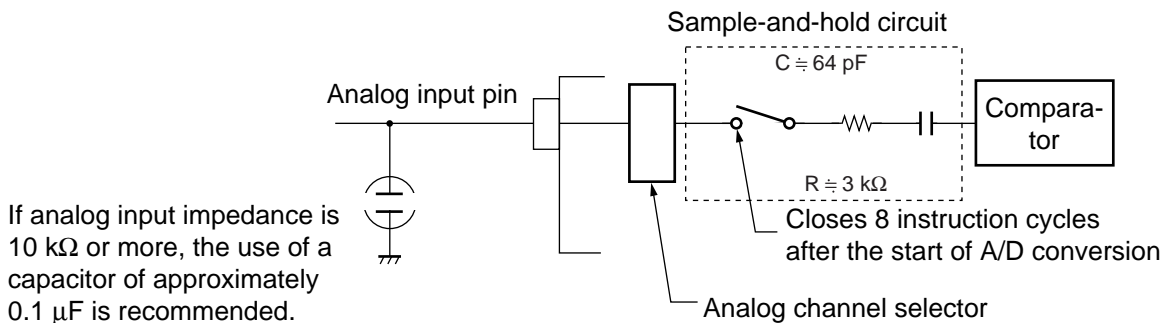 Sample-and-hold circuit
C ≒ 64 pF
Analog input pin
Compara-
tor
R ≒ 3 kΩ
If analog input impedance is
10 kΩ or more, the use of a
capacitor of approximately
0.1 μF is recommended.
Closes 8 instruction cycles
after the start of A/D conversion
Analog channel selector